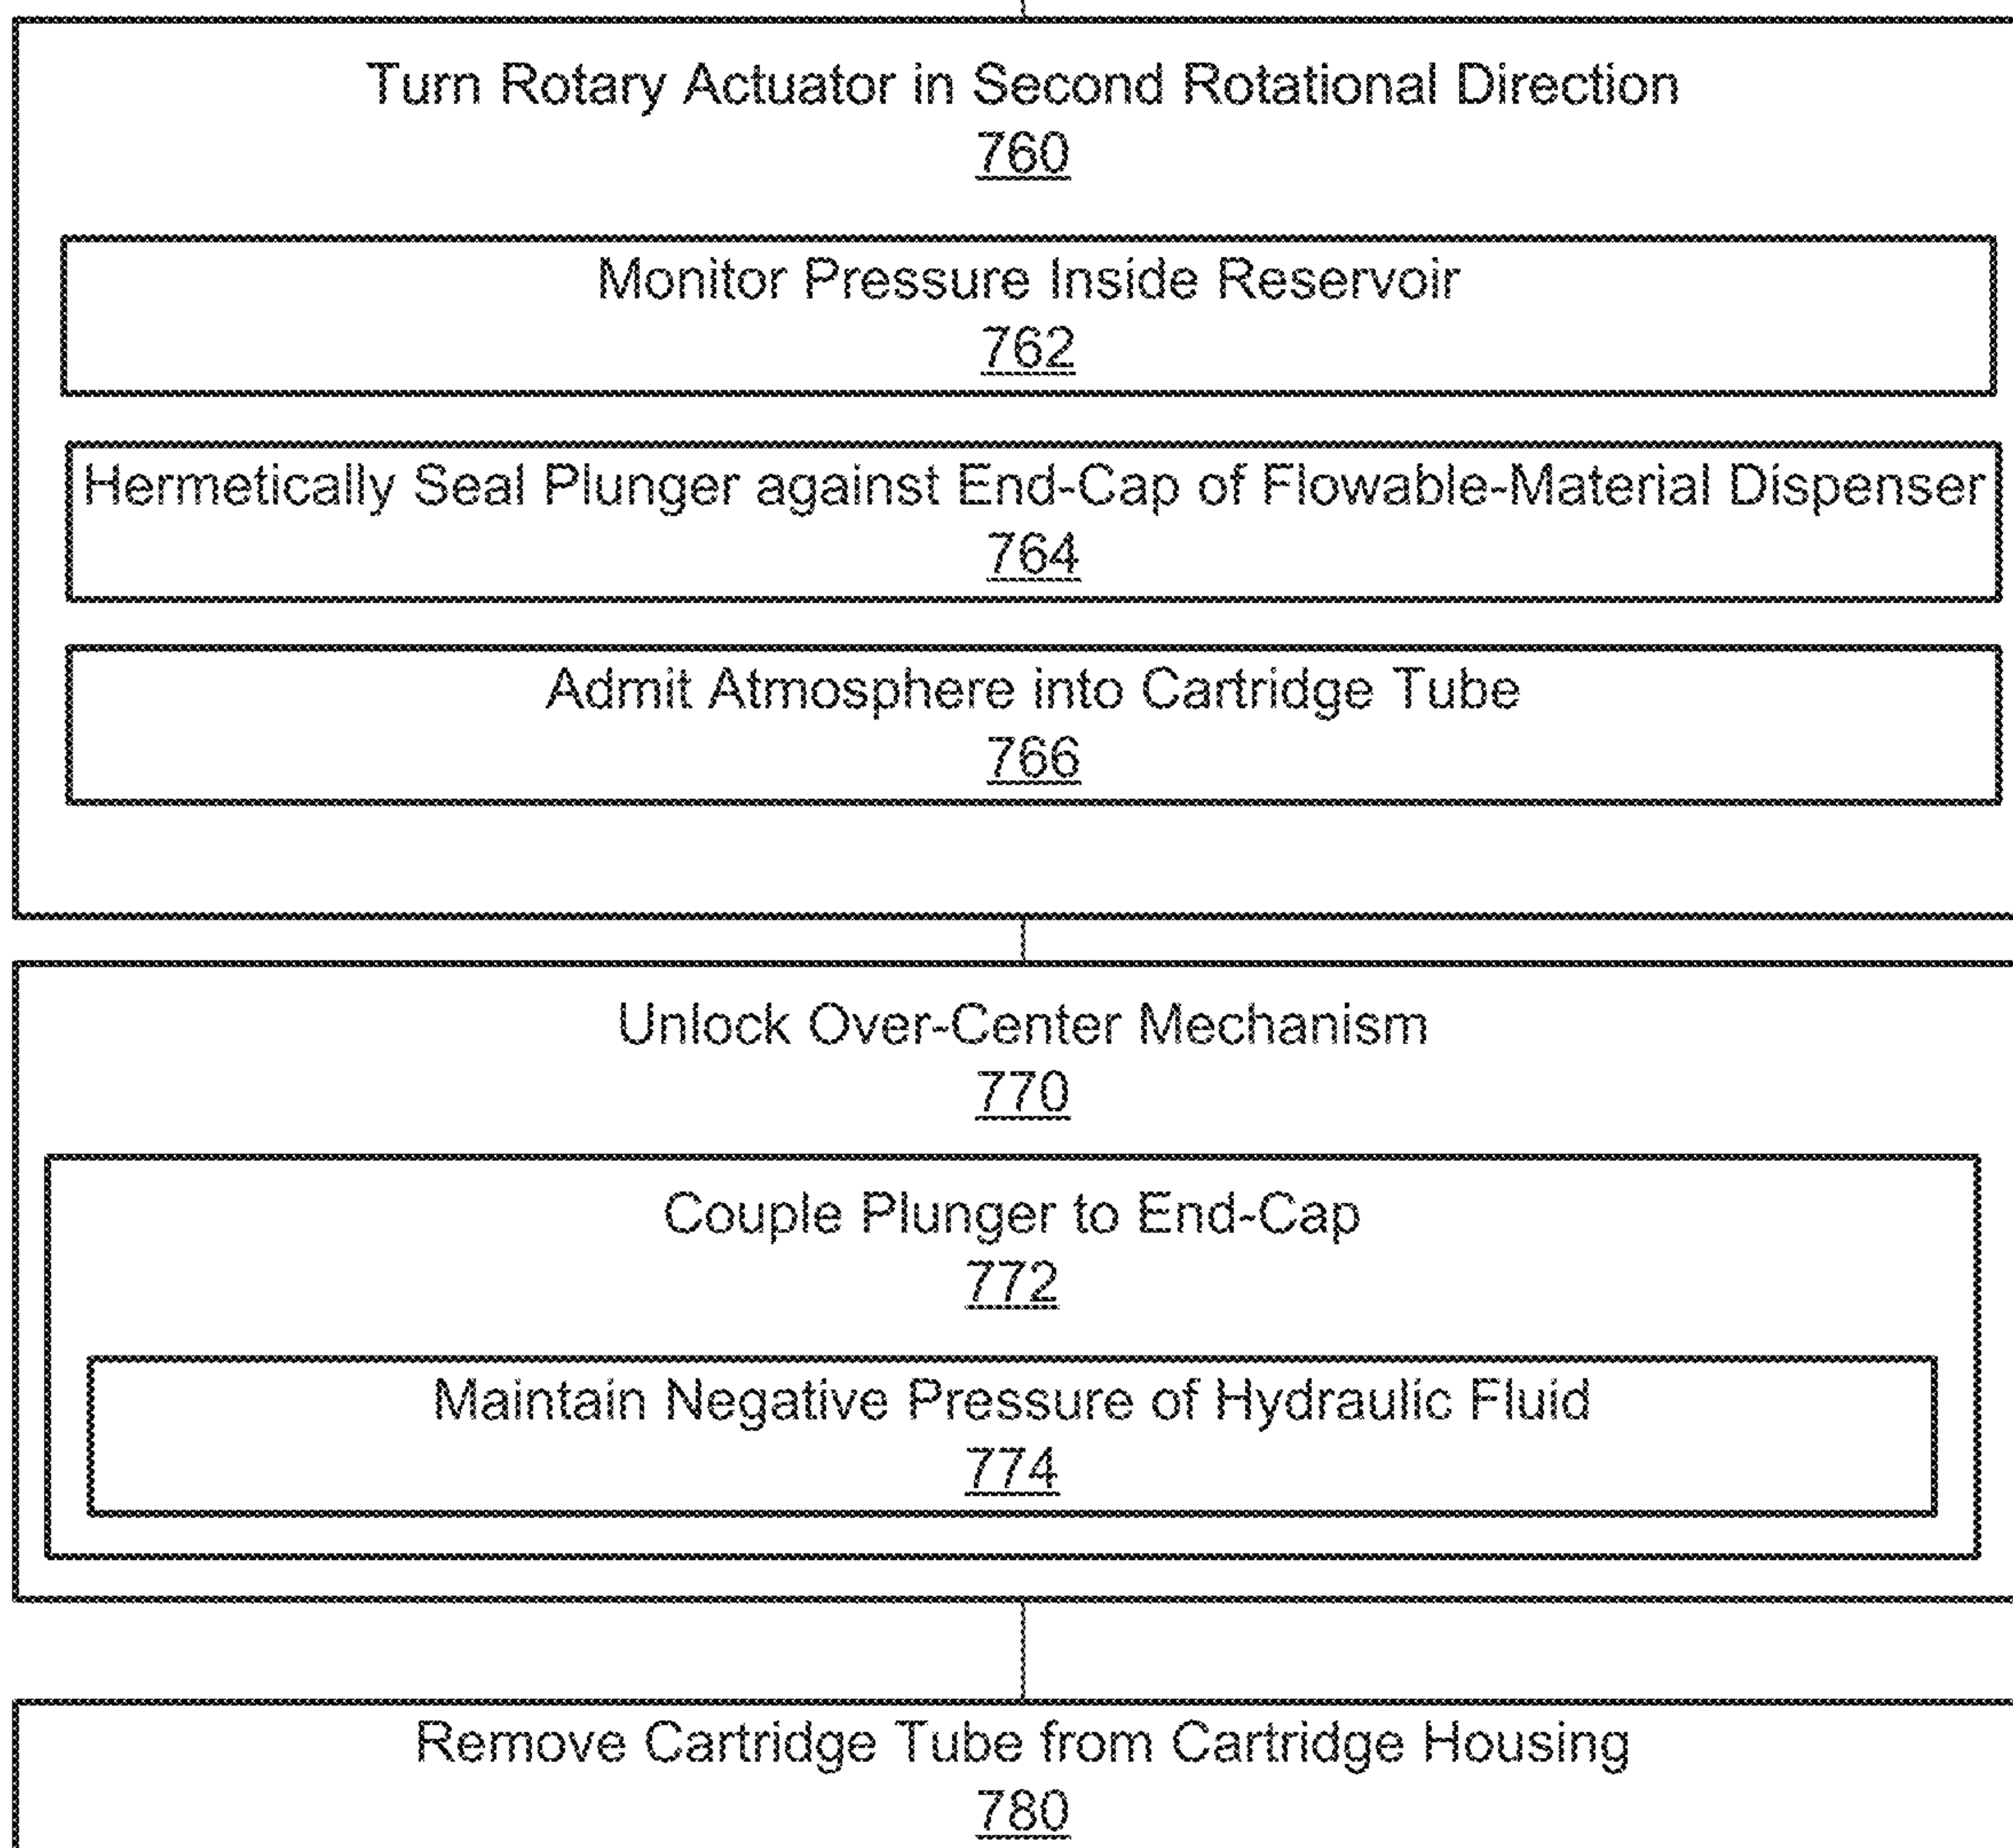 Turn Rotary Actuator in Second Rotational Direction
760
Monitor Pressure Inside Reservoir
762
Hermetically Seal Plunger against End-Cap of Flowable-Material Dispenser
764
Admit Atmosphere into Cartridge Tube
766
Unlock Over-Center Mechanism
770
Couple Plunger to End-Cap
772
Maintain Negative Pressure of Hydraulic Fluid
774
Remove Cartridge Tube from Cartridge Housing
780